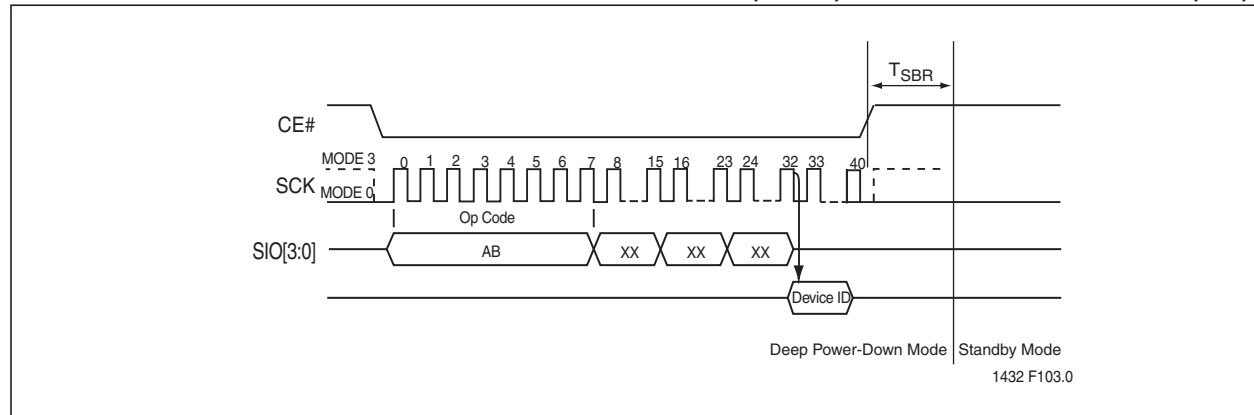 T_SBR
CE#
MODE 3
0 1 2 3 4 5 6 7 8 15 16 23 24 32 33 40
SCK
MODE 0
Op Code
SIO[3:0]
AB XX XX XX
Device ID
Deep Power-Down Mode Standby Mode
1432 F103.0